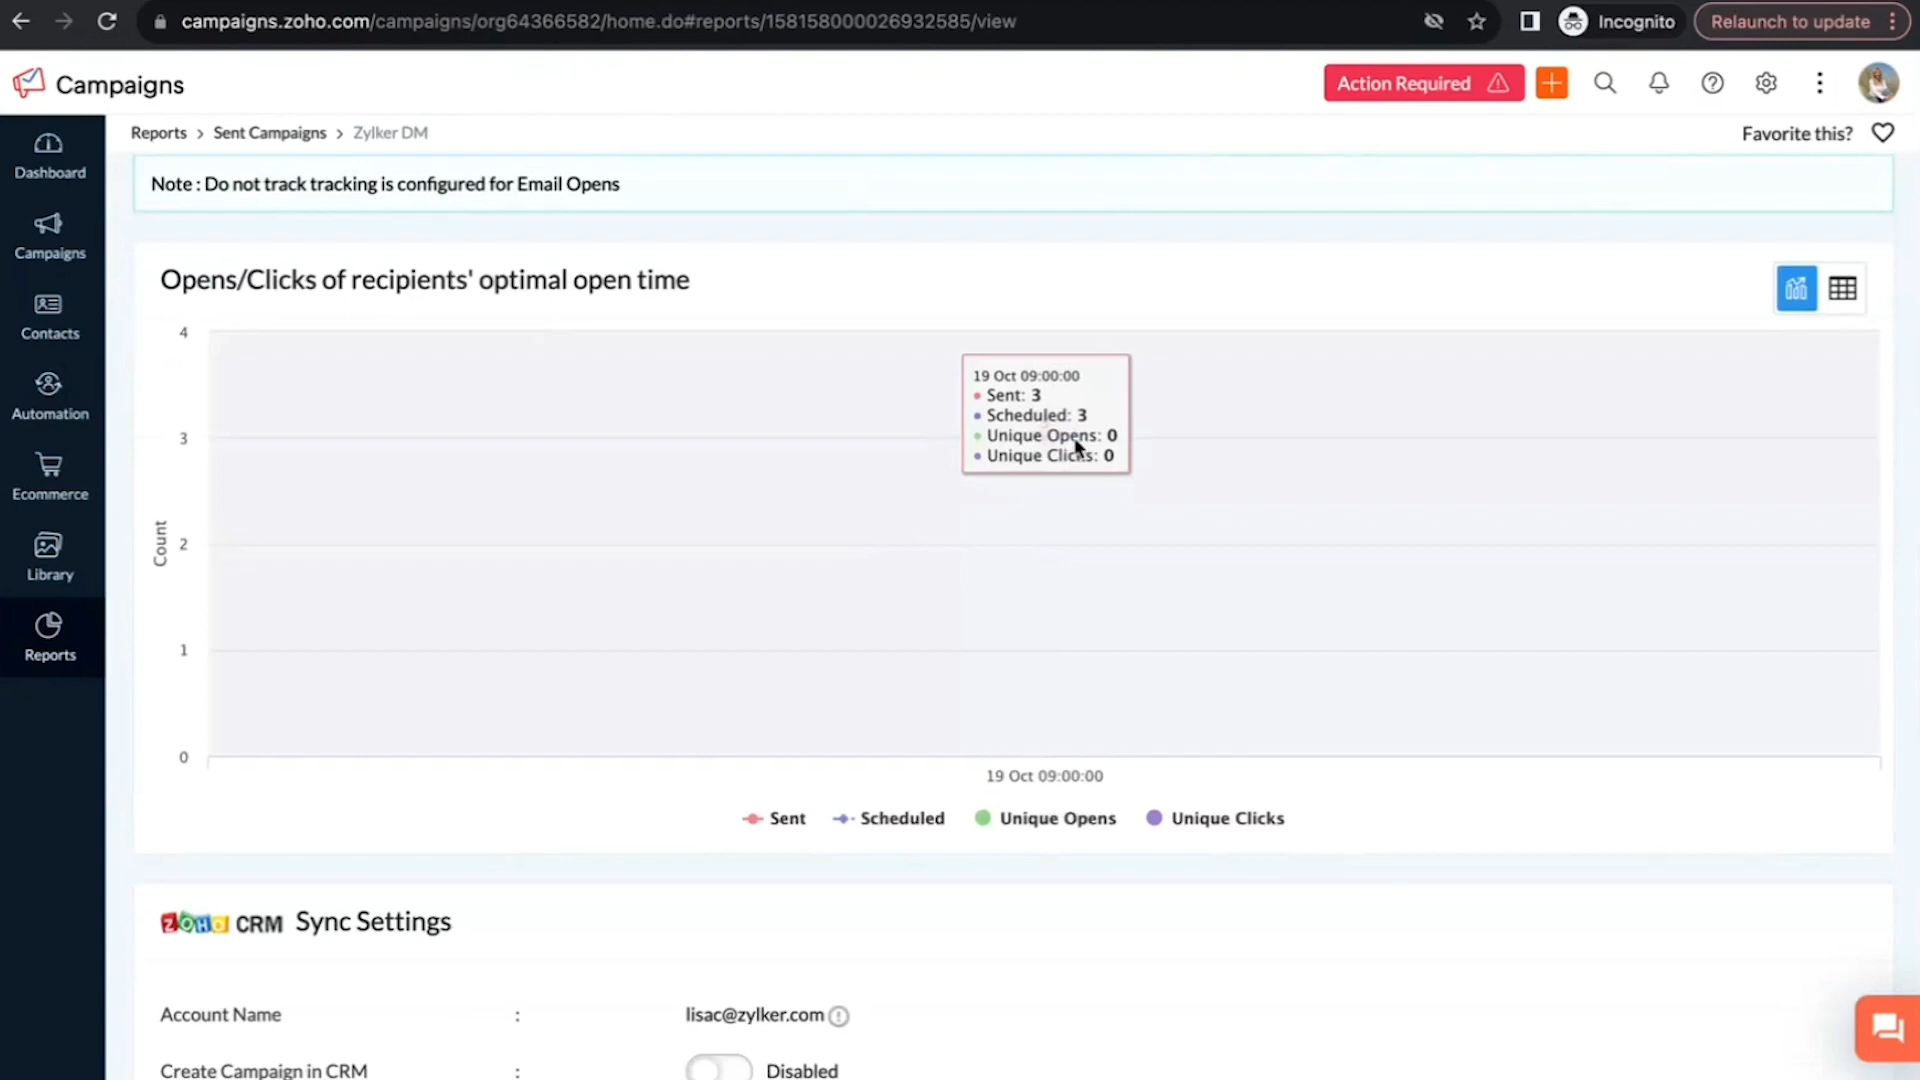 campaigns.zoho.com/campaigns/org64366582/home.do#reports/158158000026932585/view
Incognito
Relaunch to update
Campaigns
Action Required
Reports > Sent Campaigns > Zylker DM
Favorite this?
Note : Do not track tracking is configured for Email Opens
Dashboard
Campaigns
Contacts
Automation
Ecommerce
Library
Reports
Opens/Clicks of recipients' optimal open time
4
3
2
1
0
Count
19 Oct 09:00:00
Sent: 3
Scheduled: 3
Unique Opens: 0
Unique Clicks: 0
19 Oct 09:00:00
Sent
Scheduled
Unique Opens
Unique Clicks
ZOHO CRM Sync Settings
Account Name : lisac@zylker.com
Create Campaign in CRM : Disabled